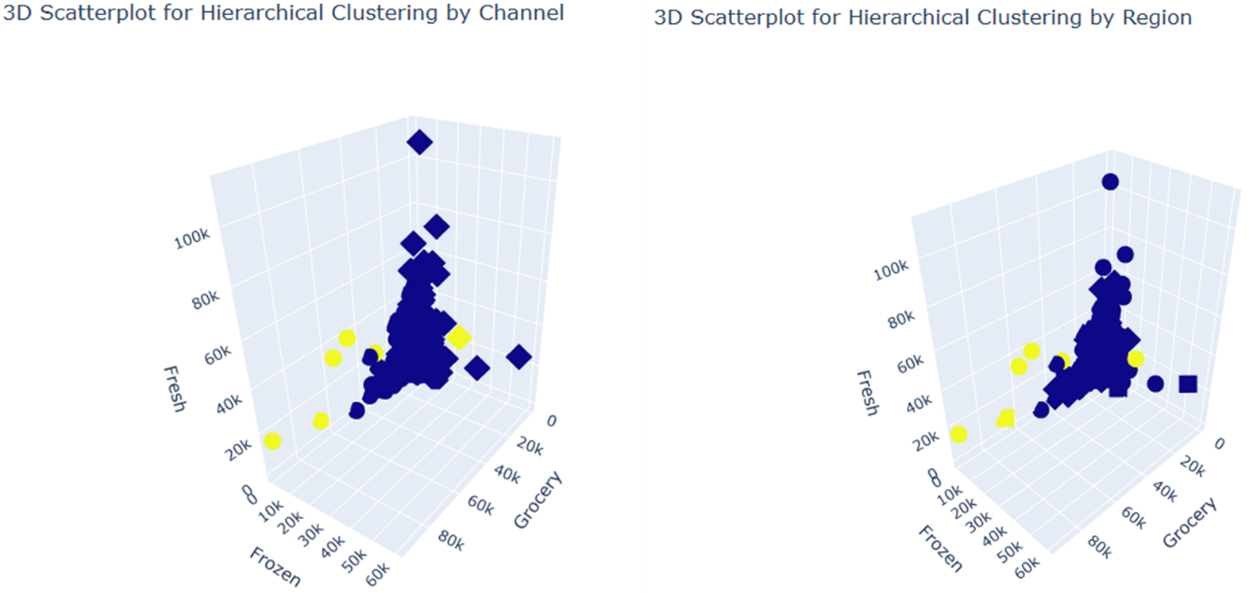 3D Scatterplot for Hierarchical Clustering by Channel
100k
80k
60k
40k
20k
0
Fresh
0
10k
20k
30k
40k
50k
60k
Frozen
0
20k
40k
60k
80k
Grocery
3D Scatterplot for Hierarchical Clustering by Region
100k
80k
60k
40k
20k
0
Fresh
0
10k
20k
30k
40k
50k
60k
Frozen
0
20k
40k
60k
80k
Grocery